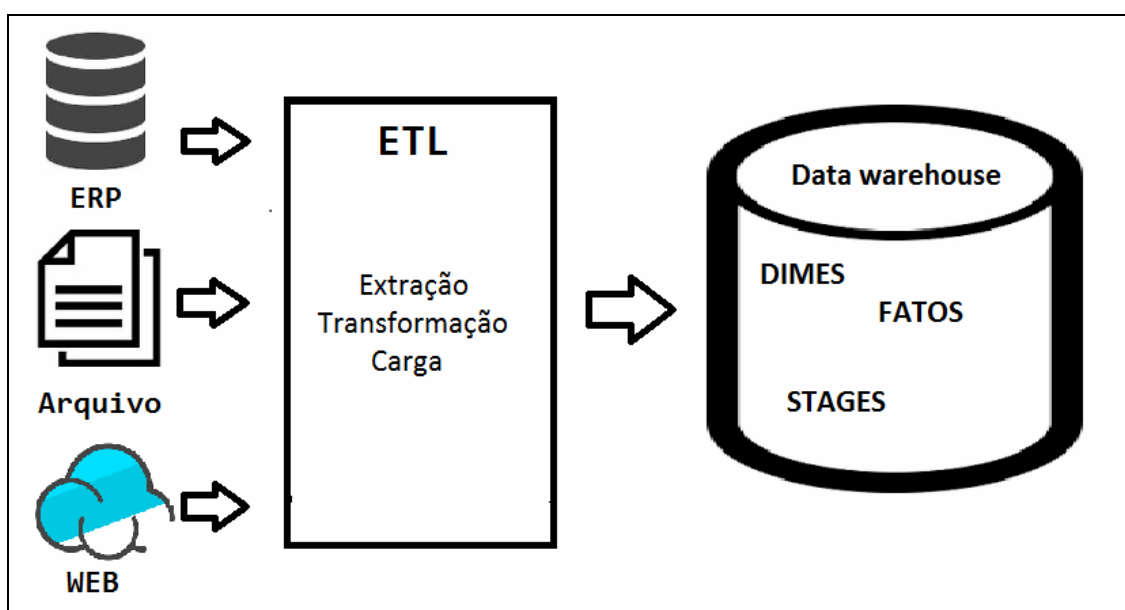 ERP
Arquivo
WEB
ETL
Extração
Transformação
Carga
Data warehouse
DIMES
FATOS
STAGES